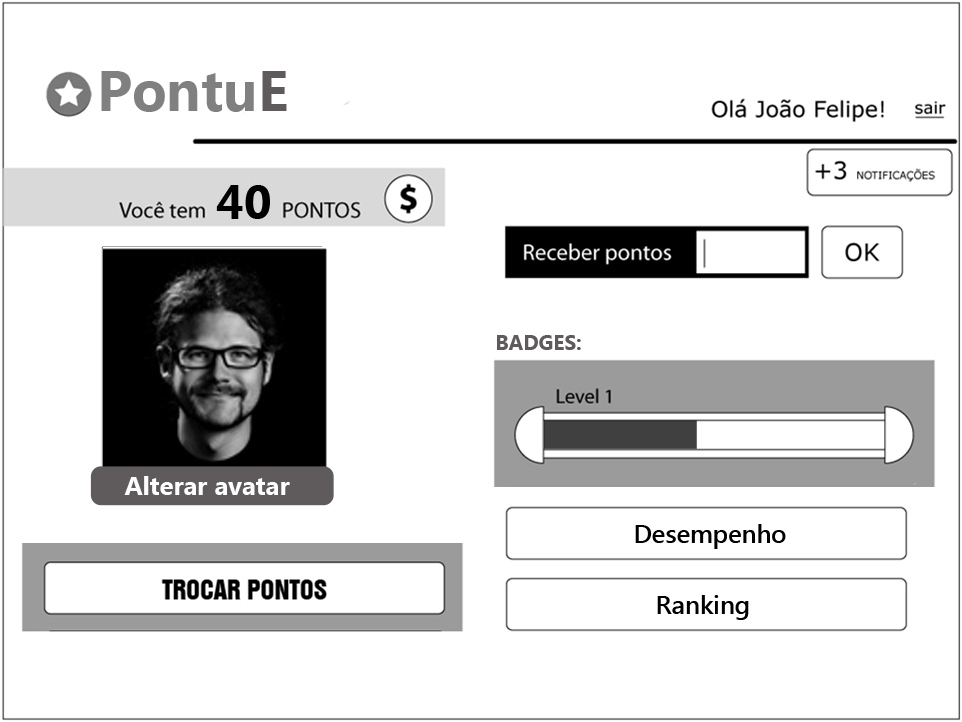 PontuE
Olá João Felipe! sair
+3 NOTIFICAÇÕES
Você tem 40 PONTOS $
Receber pontos OK
BADGES:
Level 1
Alterar avatar
Desempenho
TROCAR PONTOS
Ranking